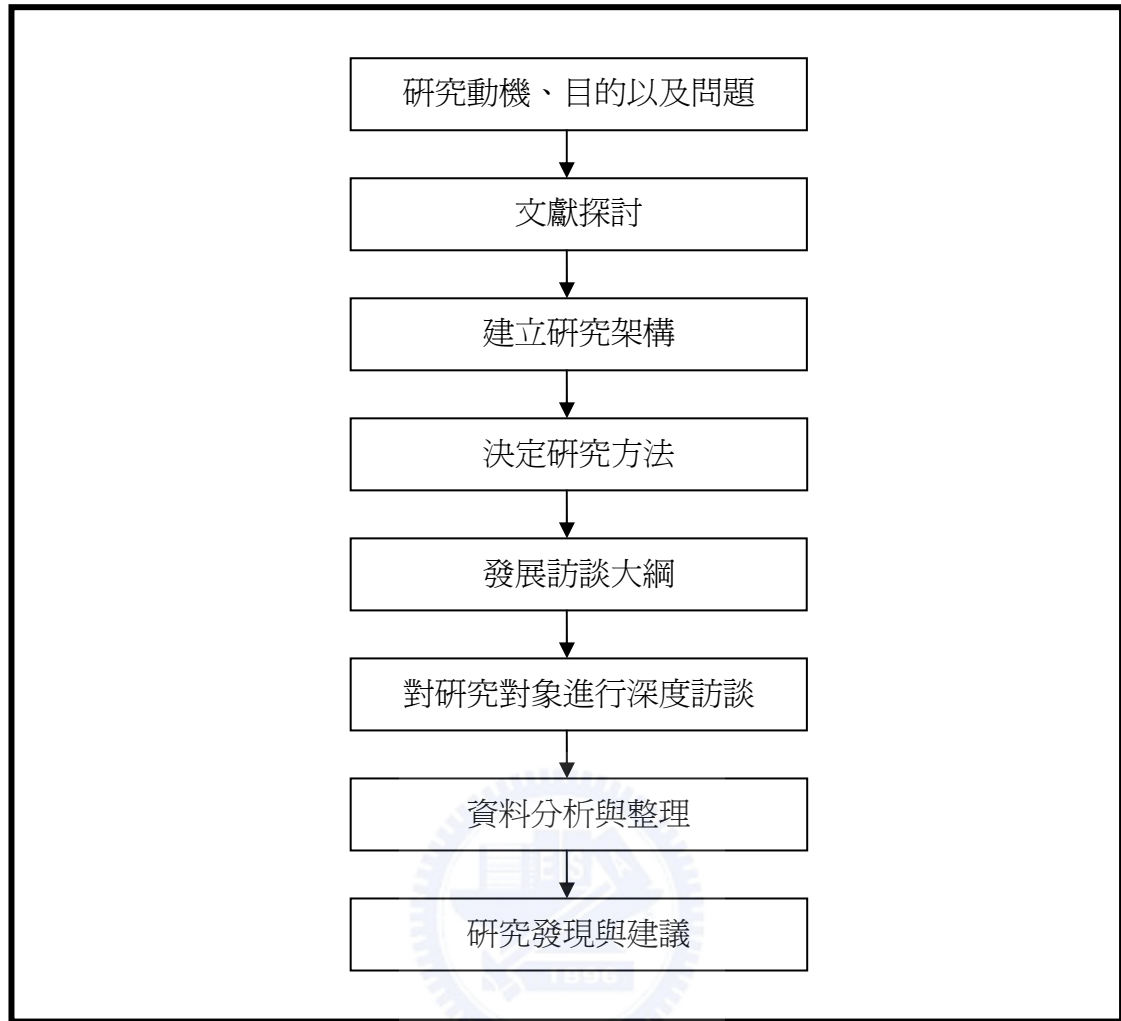 研究動機、目的以及問題
文獻探討
建立研究架構
決定研究方法
發展訪談大綱
對研究對象進行深度訪談
資料分析與整理
研究發現與建議
E S A
1896